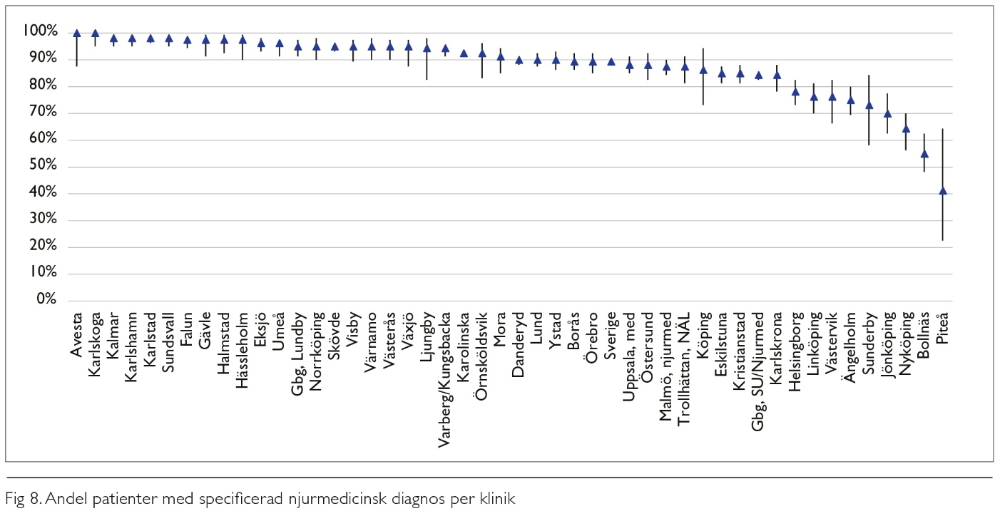 100%
90%
80%
70%
60%
50%
40%
30%
20%
10%
0%
Avesta
Karlskoga
Kalmar
Karlshamn
Karlstad
Sundsvall
Falun
Gävle
Halmstad
Hässleholm
Eksjö
Umeå
Gbg, Lundby
Norrköping
Skövde
Visby
Värnamo
Västerås
Växjö
Ljungby
Varberg/Kungsbacka
Karolinska
Örnsköldsvik
Mora
Danderyd
Lund
Ystad
Borås
Örebro
Sverige
Uppsala, med
Östersund
Malmö, njurmed
Trollhättan, NÄL
Köping
Eskilstuna
Kristianstad
Gbg, SU/Njurmed
Karlskrona
Helsingborg
Linköping
Västervik
Ängelholm
Sunderby
Jönköping
Nyköping
Bollnäs
Piteå
Fig 8. Andel patienter med specificerad njurmedicinsk diagnos per klinik